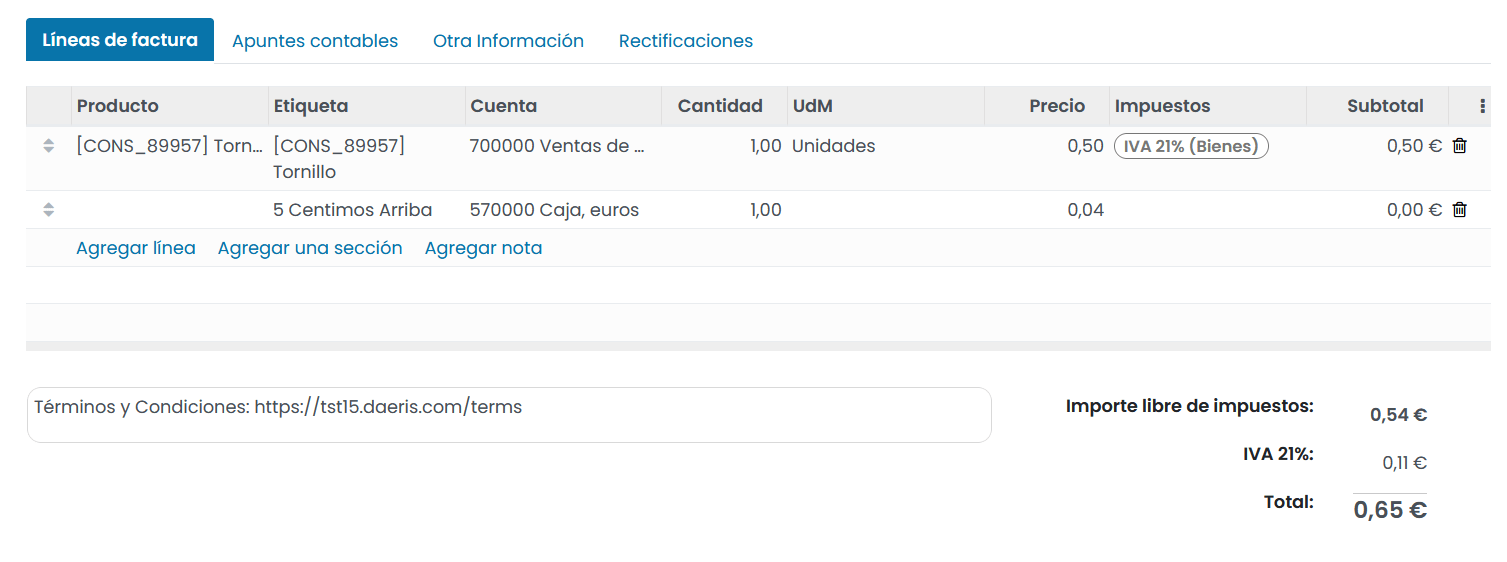 Líneas de factura Apuntes contables Otra Información Rectificaciones
Producto Etiqueta Cuenta Cantidad UdM Precio Impuestos Subtotal
[CONS_89957] Torn... [CONS_89957] 700000 Ventas de ... 1,00 Unidades 0,50 IVA 21% (Bienes) 0,50 €
Tornillo
5 Centimos Arriba 570000 Caja, euros 1,00 0,04 0,00 €
Agregar línea Agregar una sección Agregar nota
Términos y Condiciones: https://tst15.daeris.com/terms
Importe libre de impuestos: 0,54 €
IVA 21%: 0,11 €
Total: 0,65 €